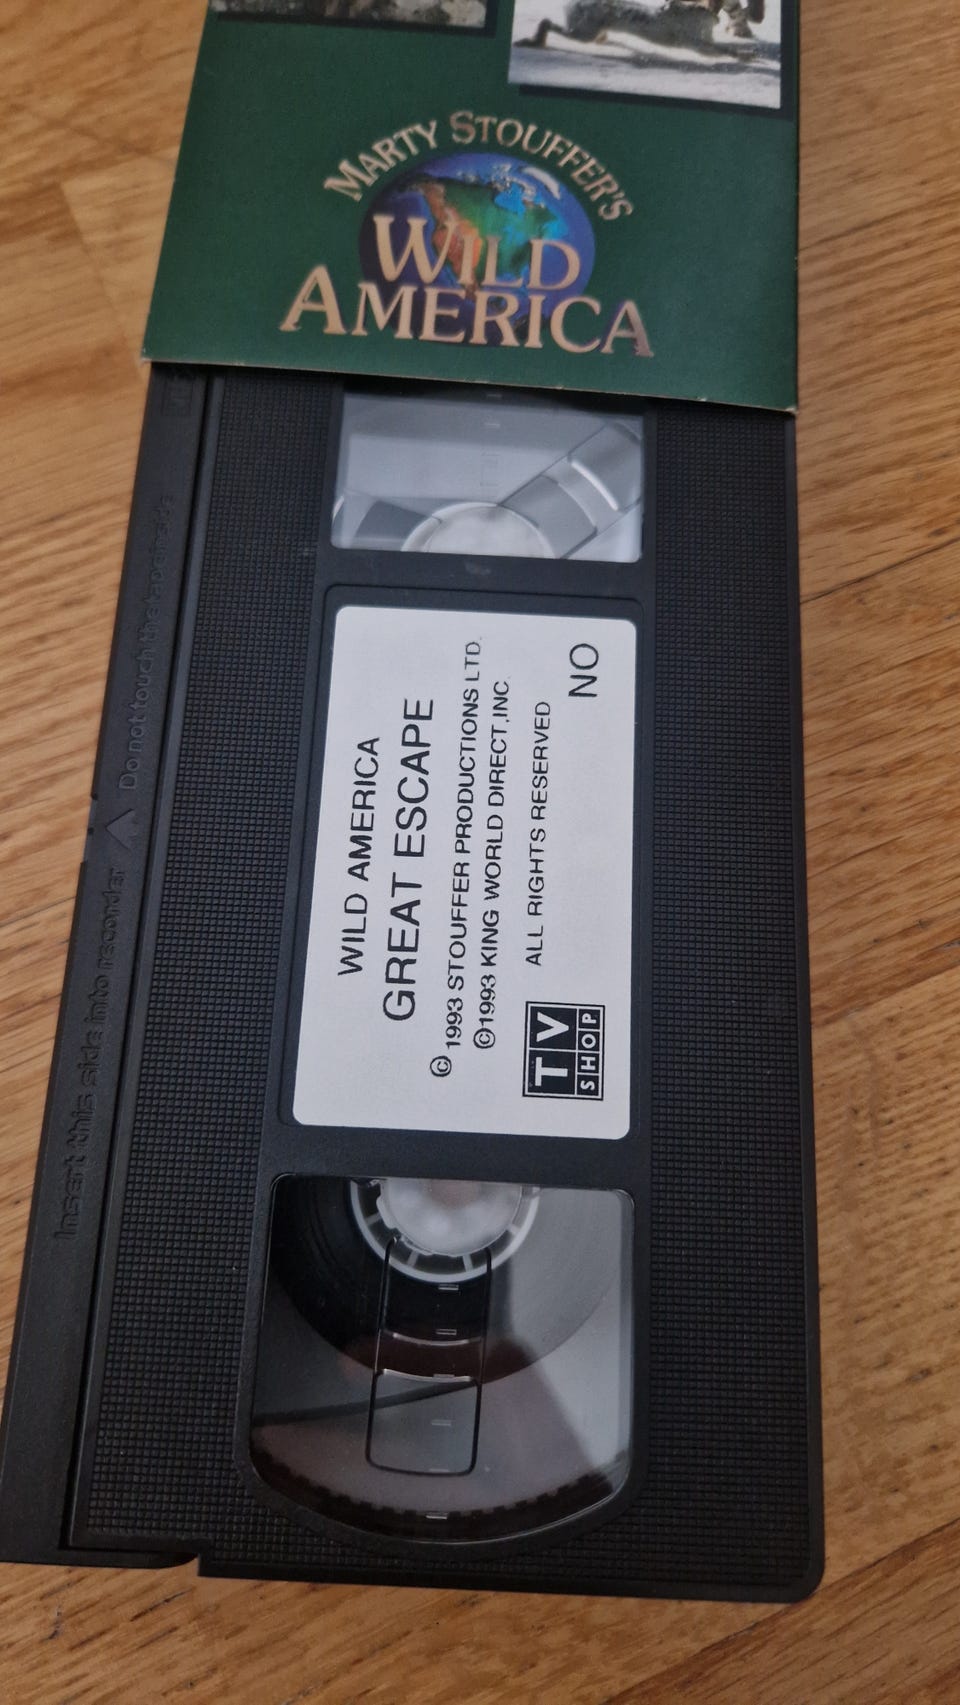 MARTY STOUFFER'S
WILD
AMERICA
WILD AMERICA
GREAT ESCAPE
© 1993 STOUFFER PRODUCTIONS LTD.
©1993 KING WORLD DIRECT,INC.
ALL RIGHTS RESERVED
NO
TV
SHOP
Insert this side into recorder
Do not touch the tape inside